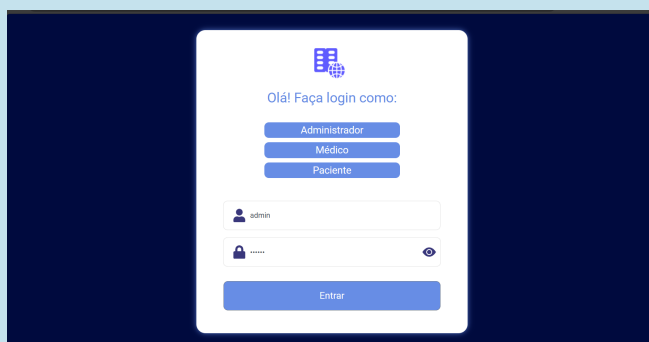 Olá! Faça login como:
Administrador
Médico
Paciente
admin
••••••
Entrar